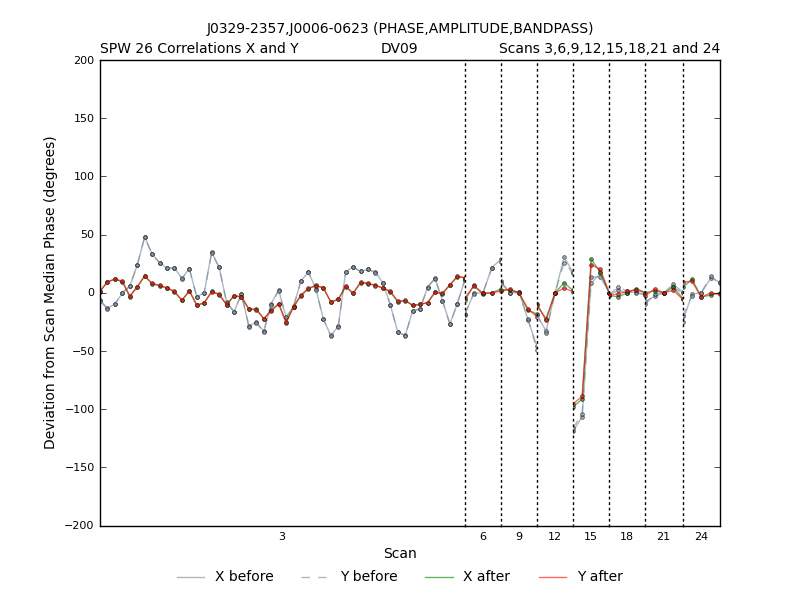 J0329-2357,J0006-0623 (PHASE,AMPLITUDE,BANDPASS)
SPW 26 Correlations X and Y DV09 Scans 3,6,9,12,15,18,21 and 24
200
150
100
50
0
−50
−100
−150
−200
Deviation from Scan Median Phase (degrees)
3 6 9 12 15 18 21 24
Scan
X before Y before X after Y after